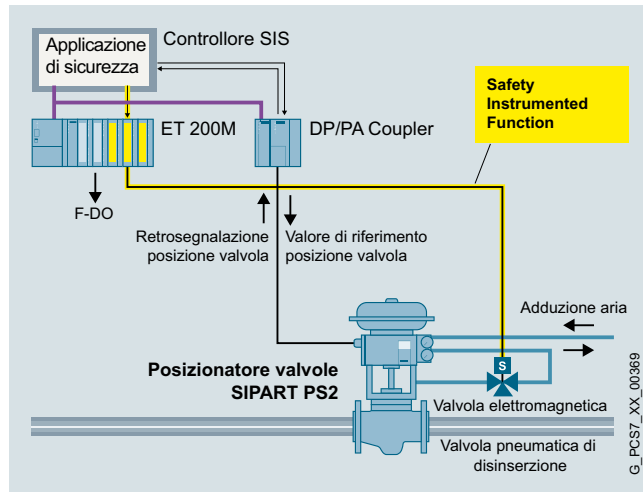 Applicazione
di sicurezza
Controllore SIS
Safety
Instrumented
Function
ET 200M
DP/PA Coupler
F-DO
Retrosegnalazione
posizione valvola
Valore di riferimento
posizione valvola
Adduzione aria
Posizionatore valvole
SIPART PS2
S
Valvola elettromagnetica
Valvola pneumatica di
disinserzione
G_PCS7_XX_00369